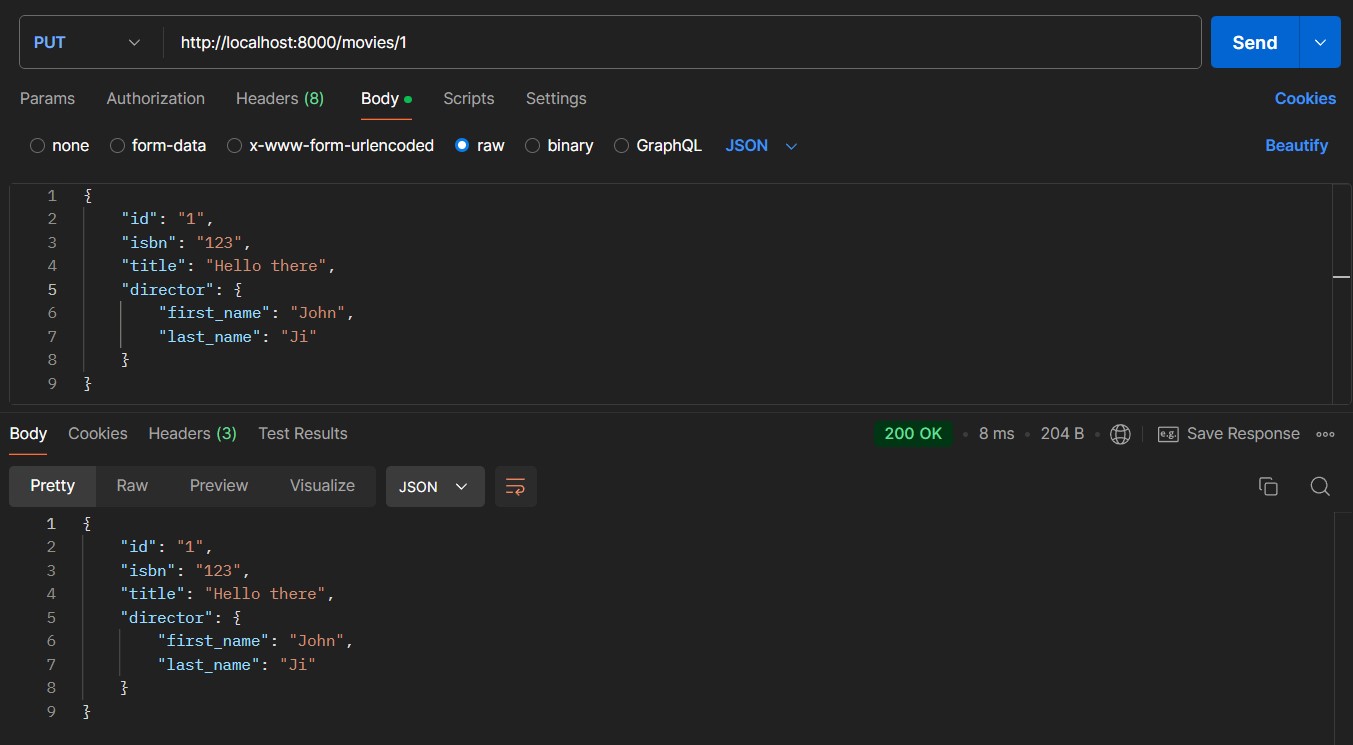 PUT http://localhost:8000/movies/1 Send
Params Authorization Headers (8) Body Scripts Settings Cookies
none form-data x-www-form-urlencoded raw binary GraphQL JSON Beautify
1 {
2 "id": "1",
3 "isbn": "123",
4 "title": "Hello there",
5 "director": {
6 "first_name": "John",
7 "last_name": "Ji"
8 }
9 }
Body Cookies Headers (3) Test Results 200 OK • 8 ms • 204 B • e.g. Save Response
Pretty Raw Preview Visualize JSON
1 {
2 "id": "1",
3 "isbn": "123",
4 "title": "Hello there",
5 "director": {
6 "first_name": "John",
7 "last_name": "Ji"
8 }
9 }